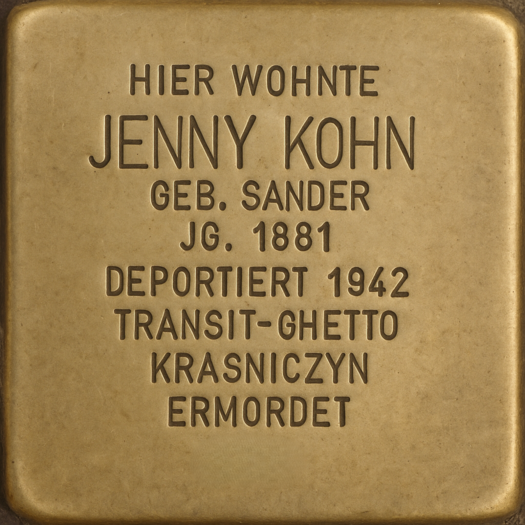 HIER WOHNTE
JENNY KOHN
GEB. SANDER
JG. 1881
DEPORTIERT 1942
TRANSIT-GHETTO
KRASNICZYN
ERMORDET